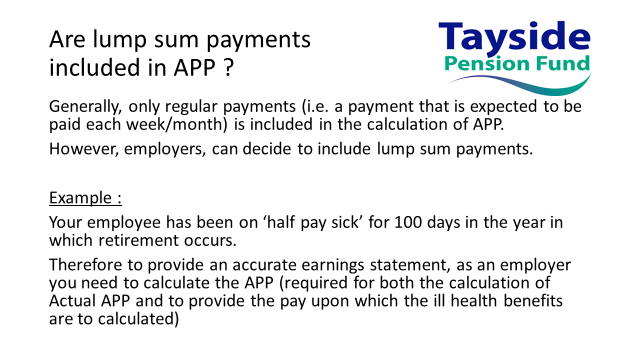 Are lump sum payments
included in APP ?
Tayside
Pension Fund
Generally, only regular payments (i.e. a payment that is expected to be
paid each week/month) is included in the calculation of APP.
However, employers, can decide to include lump sum payments.
Example :
Your employee has been on ‘half pay sick’ for 100 days in the year in
which retirement occurs.
Therefore to provide an accurate earnings statement, as an employer
you need to calculate the APP (required for both the calculation of
Actual APP and to provide the pay upon which the ill health benefits
are to calculated)